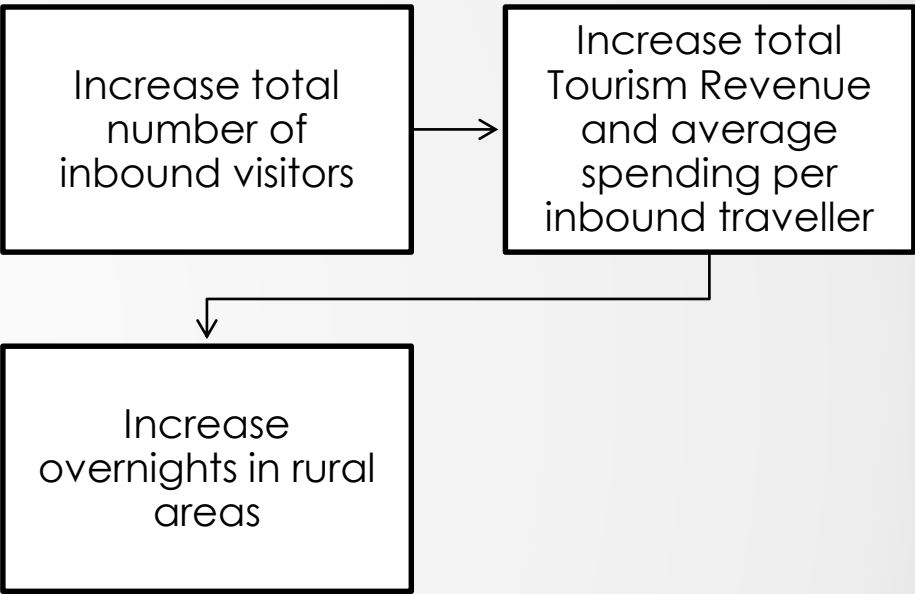 Increase total
number of
inbound visitors
Increase total
Tourism Revenue
and average
spending per
inbound traveller
Increase
overnights in rural
areas